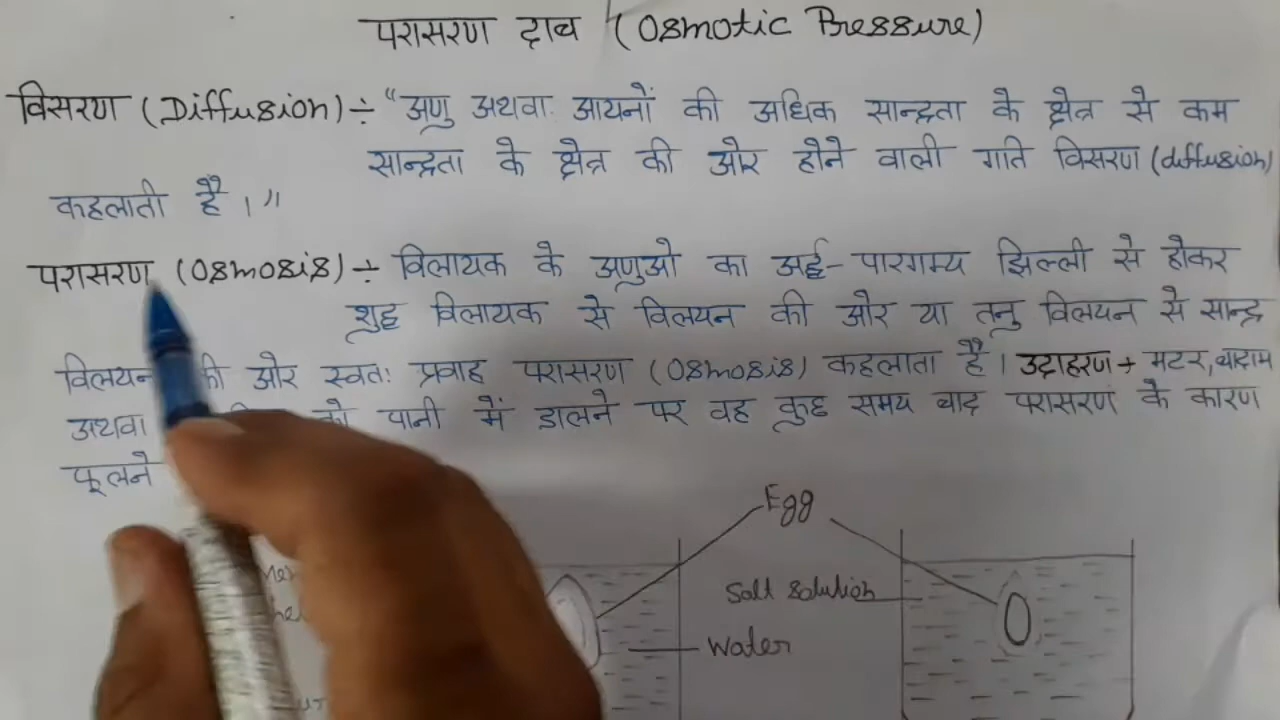 परासरण दाब (Osmotic Pressure)
विसरण (Diffusion) ÷ "अणु अथवा आयनों की अधिक सान्द्रता के क्षेत्र से कम
सान्द्रता के क्षेत्र की ओर होने वाली गति विसरण (diffusion)
कहलाती है ।"
परासरण (Osmosis) ÷ विलायक के अणुओ का अर्द्ध-पारगम्य झिल्ली से होकर
शुद्ध विलायक से विलयन की ओर या तनु विलयन से सान्द्र
विलयन की ओर स्वतः प्रवाह परासरण (Osmosis) कहलाता है । उदाहरण ÷ मटर, बादाम
अथवा को पानी में डालने पर वह कुछ समय बाद परासरण के कारण
फूलने
Egg
Salt solution
Water